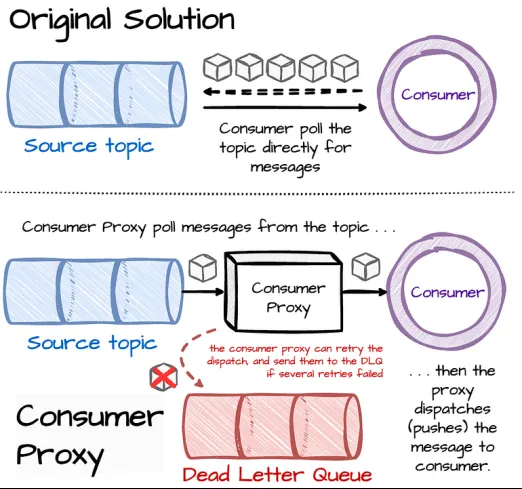 Original Solution
Source topic
Consumer poll the
topic directly for
messages
Consumer
Consumer Proxy poll messages from the topic . . .
Source topic
Consumer
Proxy
Consumer
the consumer proxy can retry the
dispatch, and send them to the DLQ
if several retries failed
. . . then the
proxy
dispatches
(pushes) the
message to
consumer.
Consumer
Proxy
Dead Letter Queue